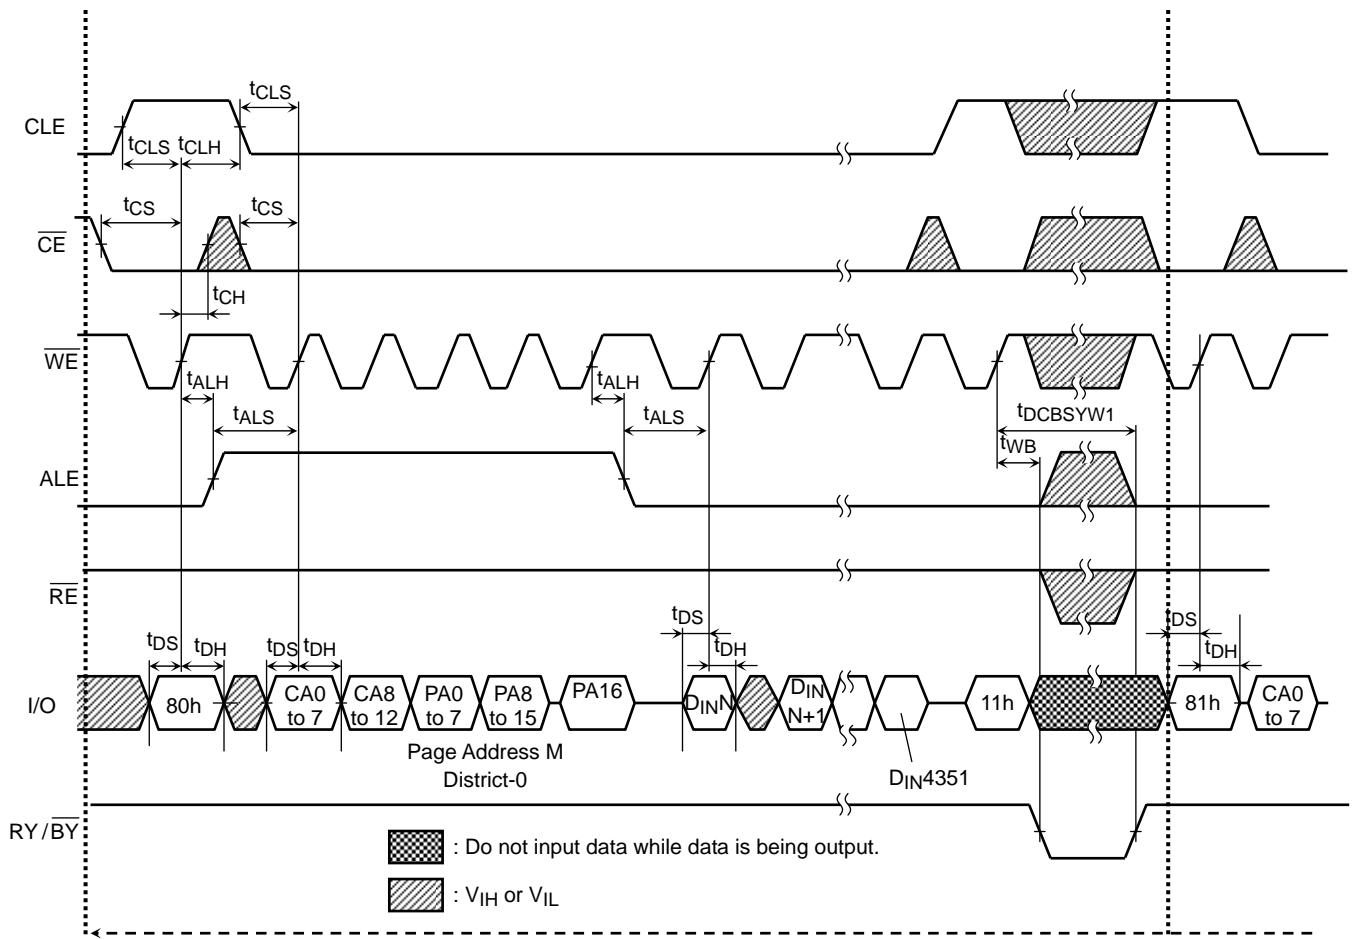 tCLS
CLE
tCLS tCLH
tCS tCS
CE
tCH
WE
tALH tALH
tALS tALS tDCBSYW1
tWB
ALE
RE
tDS tDH tDS tDH tDS tDH tDS tDH
I/O
80h
CA0 to 7
CA8 to 12
PA0 to 7
PA8 to 15
PA16
DINN
DIN N+1
11h
81h
CA0 to 7
Page Address M
District-0
DIN4351
RY/BY
: Do not input data while data is being output.
: VIH or VIL